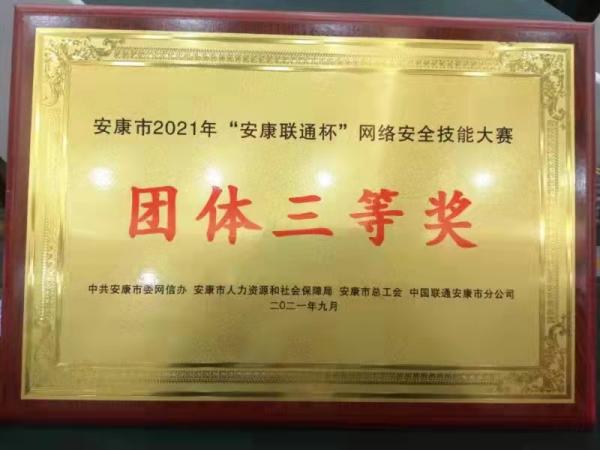 安康市2021年“安康联通杯”网络安全技能大赛
团体三等奖
中共安康市委网信办 安康市人力资源和社会保障局 安康市总工会 中国联通安康市分公司
二〇二一年九月